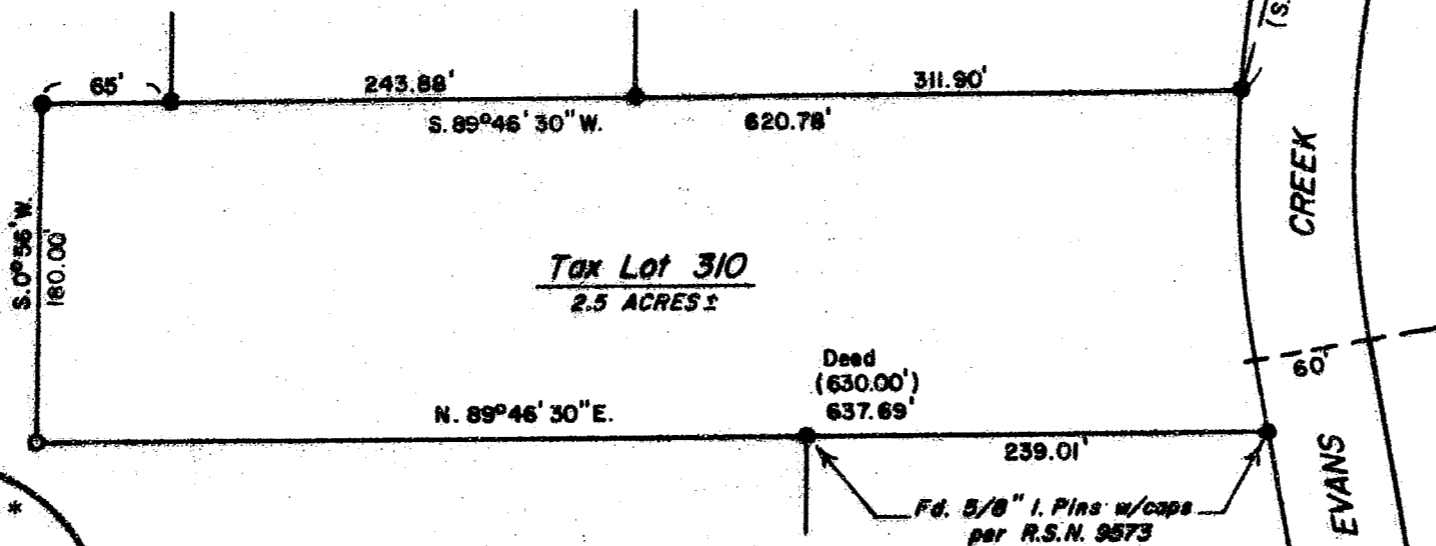 (S.
65'
243.88'
311.90'
S. 89°46'30" W.
620.78'
S. 0°56' W.
180.00'
CREEK
Tax Lot 310
2.5 ACRES ±
60'
Deed
(630.00')
637.69'
N. 89°46'30" E.
239.01'
EVANS
Fd. 5/8" I. Pins w/caps
per R.S.N. 9573
*